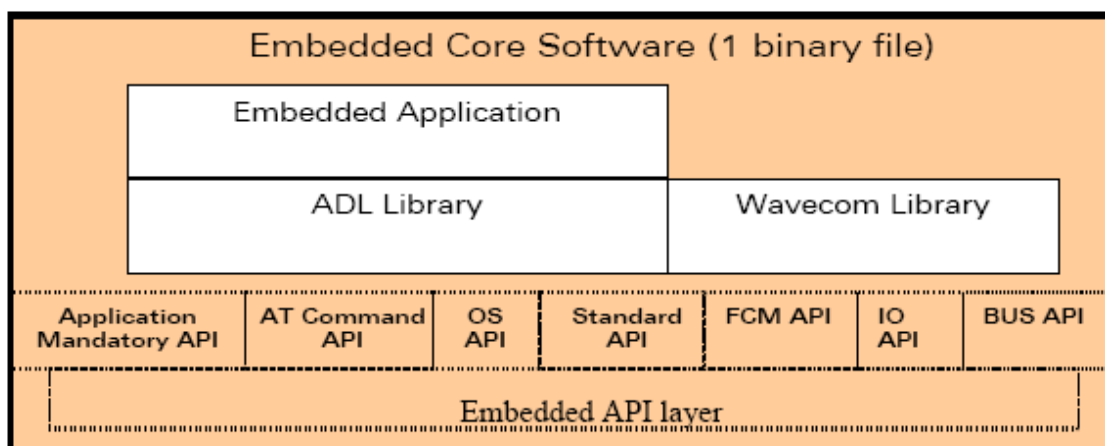 Embedded Core Software (1 binary file)
Embedded Application
ADL Library
Wavecom Library
Application
Mandatory API
AT Command
API
OS
API
Standard
API
FCM API
IO
API
BUS API
Embedded API layer